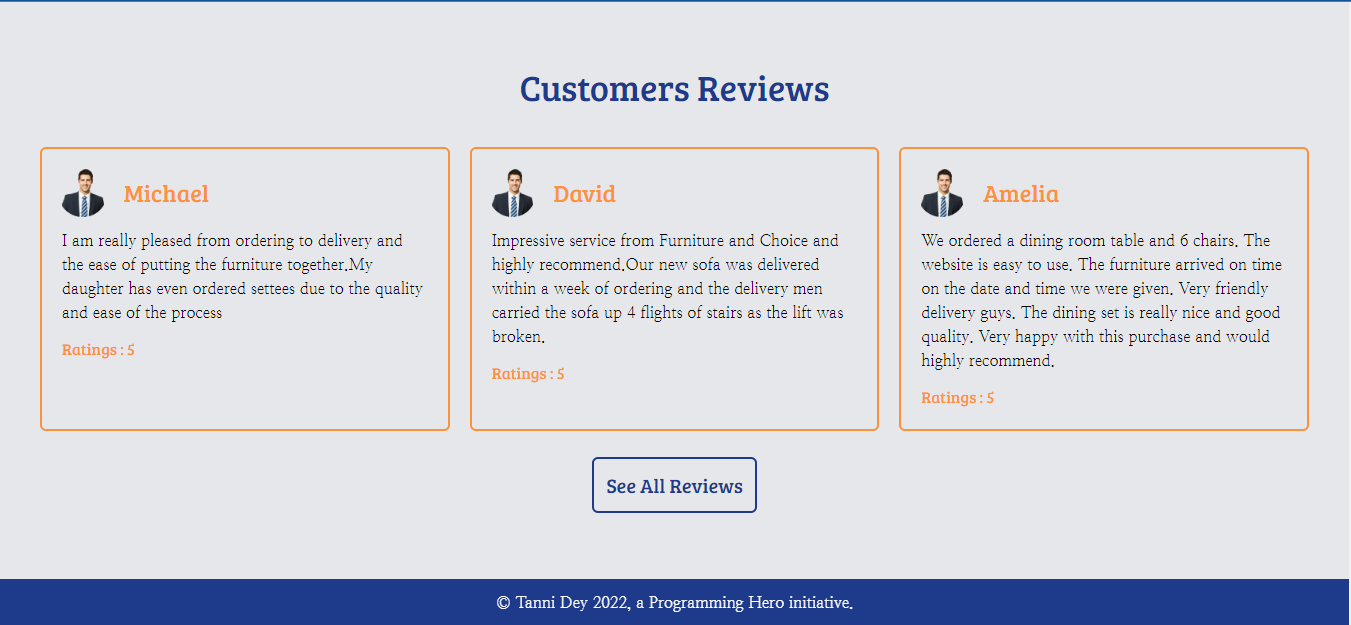 Customers Reviews
Michael
I am really pleased from ordering to delivery and
the ease of putting the furniture together.My
daughter has even ordered settees due to the quality
and ease of the process
Ratings : 5
David
Impressive service from Furniture and Choice and
highly recommend.Our new sofa was delivered
within a week of ordering and the delivery men
carried the sofa up 4 flights of stairs as the lift was
broken.
Ratings : 5
Amelia
We ordered a dining room table and 6 chairs. The
website is easy to use. The furniture arrived on time
on the date and time we were given. Very friendly
delivery guys. The dining set is really nice and good
quality. Very happy with this purchase and would
highly recommend.
Ratings : 5
See All Reviews
© Tanni Dey 2022, a Programming Hero initiative.